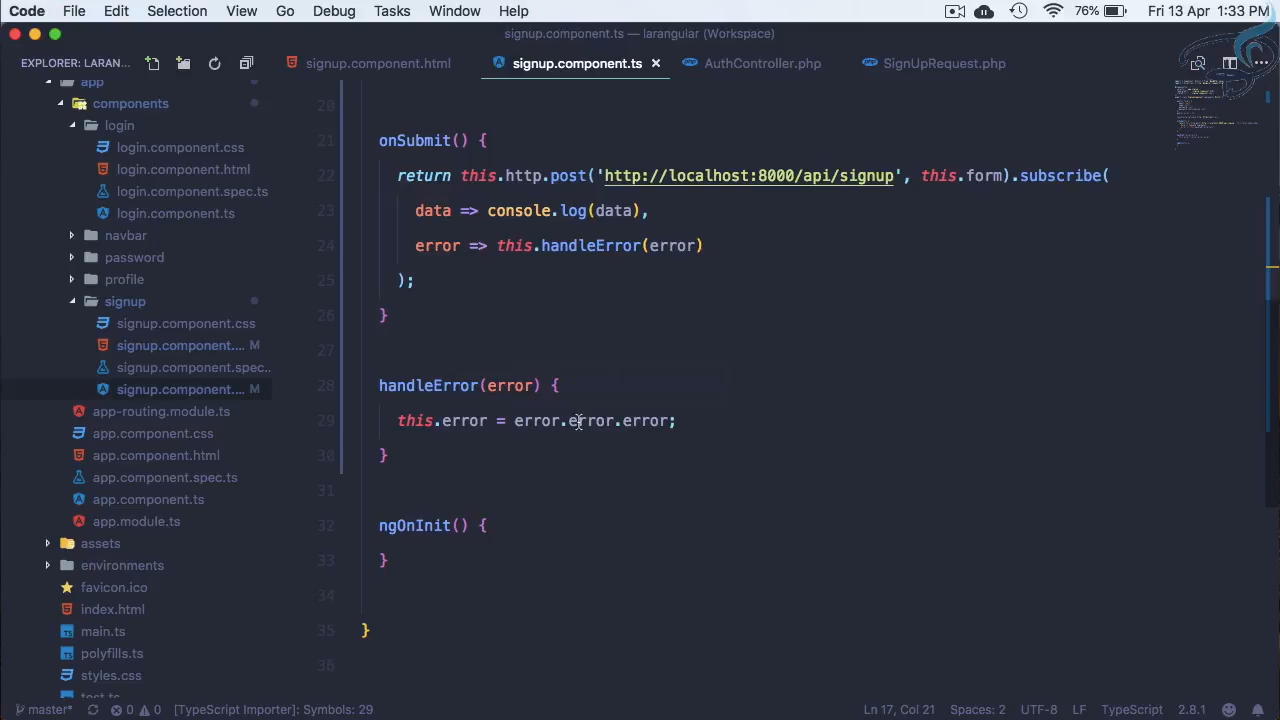 Code File Edit Selection View Go Debug Tasks Window Help 76% Fri 13 Apr 1:33 PM
signup.component.ts — larangular (Workspace)
EXPLORER: LARAN... signup.component.html signup.component.ts AuthController.php SignUpRequest.php
app
components
login
login.component.css
login.component.html
login.component.spec.ts
login.component.ts
navbar
password
profile
signup
signup.component.css
signup.component.... M
signup.component.spec..
signup.component.... M
app-routing.module.ts
app.component.css
app.component.html
app.component.spec.ts
app.component.ts
app.module.ts
assets
environments
favicon.ico
index.html
main.ts
polyfills.ts
styles.css
test.ts
20
21 onSubmit() {
22 return this.http.post('http://localhost:8000/api/signup', this.form).subscribe(
23 data => console.log(data),
24 error => this.handleError(error)
25 );
26 }
27
28 handleError(error) {
29 this.error = error.error.error;
30 }
31
32 ngOnInit() {
33 }
34
35 }
36
master* 0 0 [TypeScript Importer]: Symbols: 29 Ln 17, Col 21 Spaces: 2 UTF-8 LF TypeScript 2.8.1